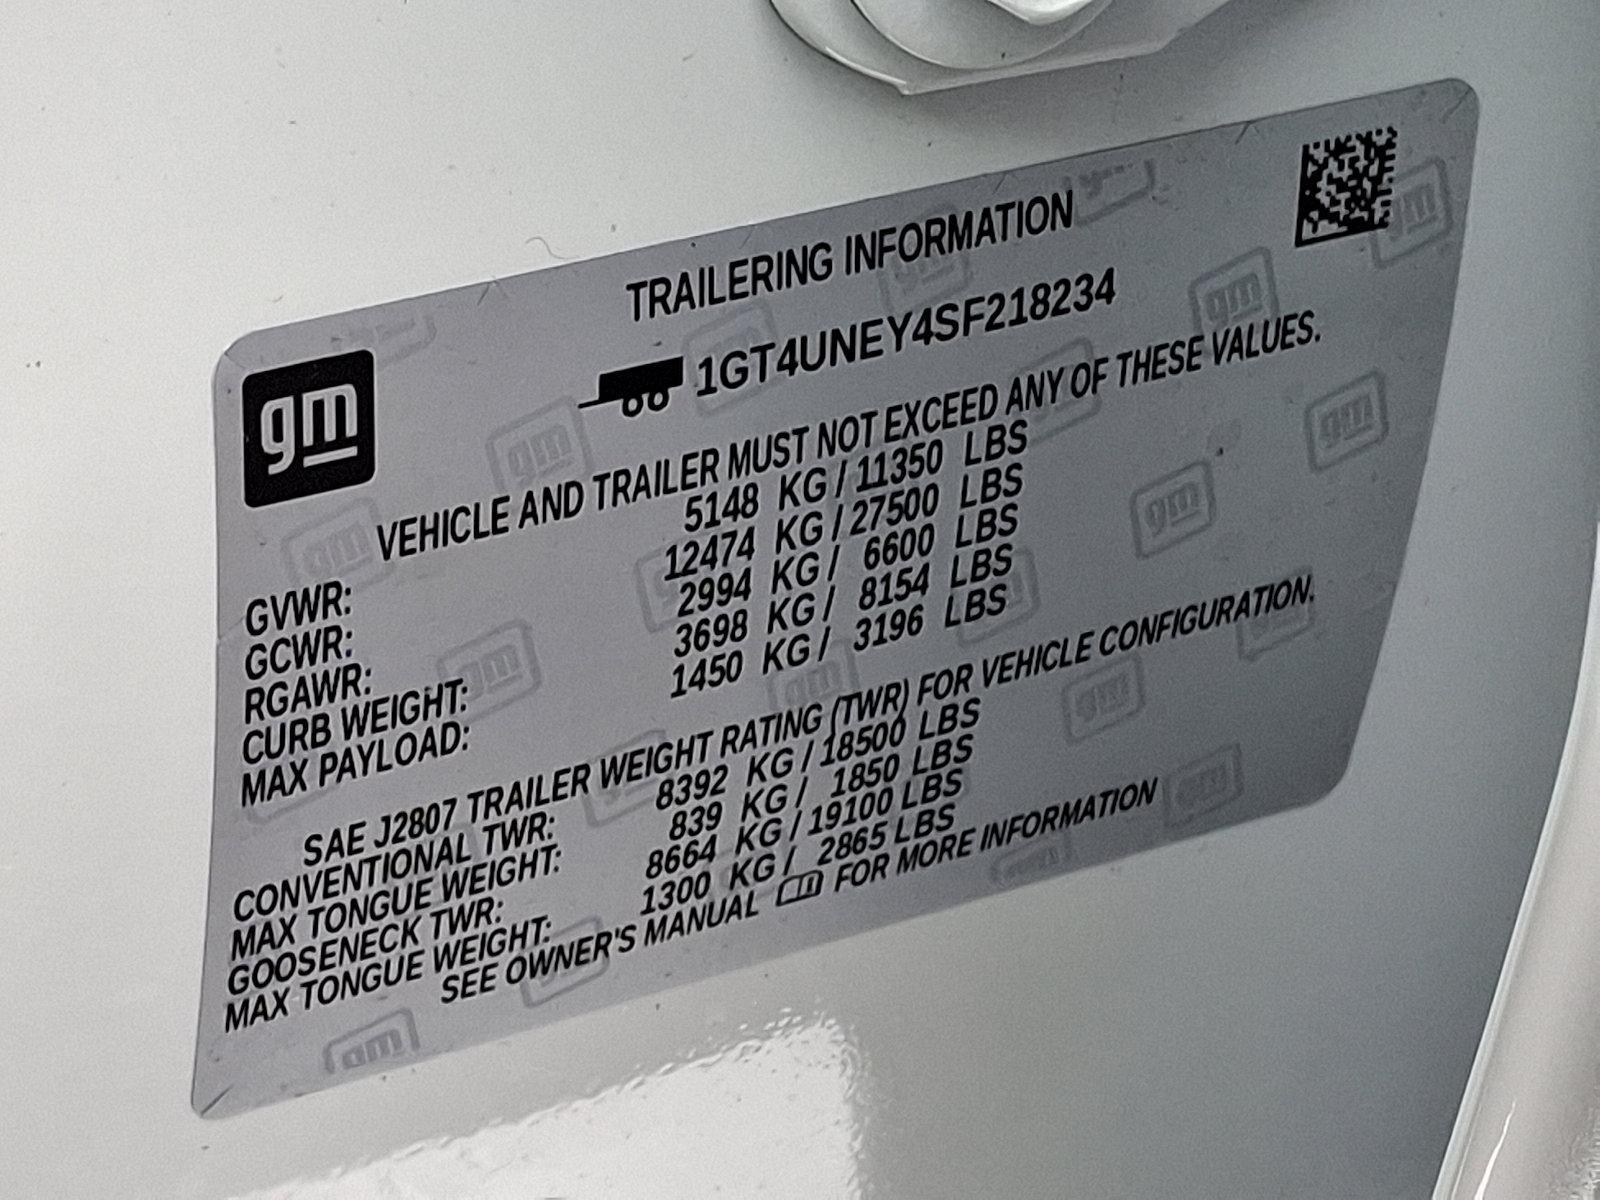 TRAILERING INFORMATION
1GT4UNEY4SF218234
gm
VEHICLE AND TRAILER MUST NOT EXCEED ANY OF THESE VALUES.
GVWR: 5148 KG / 11350 LBS
GCWR: 12474 KG / 27500 LBS
RGAWR: 2994 KG / 6600 LBS
CURB WEIGHT: 3698 KG / 8154 LBS
MAX PAYLOAD: 1450 KG / 3196 LBS
SAE J2807 TRAILER WEIGHT RATING (TWR) FOR VEHICLE CONFIGURATION.
CONVENTIONAL TWR: 8392 KG / 18500 LBS
MAX TONGUE WEIGHT: 839 KG / 1850 LBS
GOOSENECK TWR: 8664 KG / 19100 LBS
MAX TONGUE WEIGHT: 1300 KG / 2865 LBS
SEE OWNER'S MANUAL FOR MORE INFORMATION